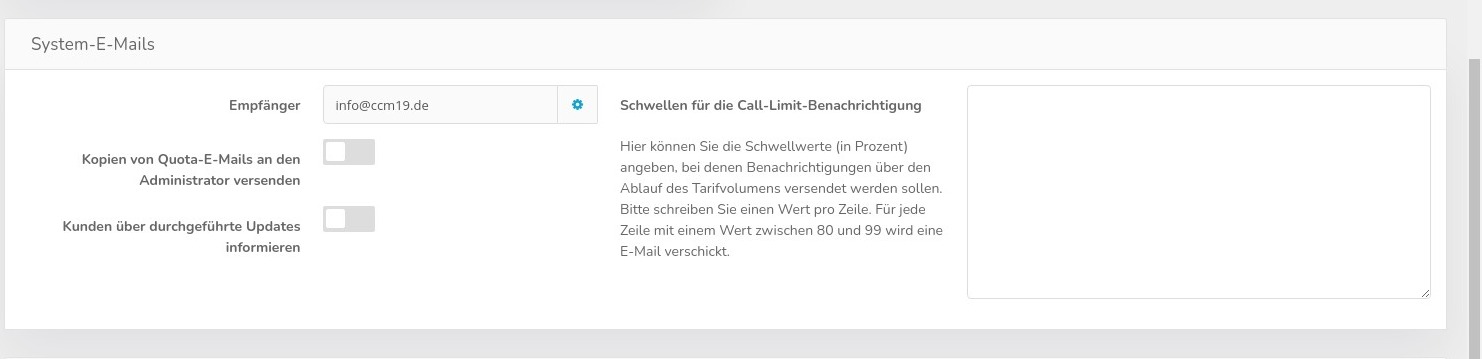 System-E-Mails
Empfänger
info@ccm19.de
Kopien von Quota-E-Mails an den
Administrator versenden
Kunden über durchgeführte Updates
informieren
Schwellen für die Call-Limit-Benachrichtigung
Hier können Sie die Schwellwerte (in Prozent)
angeben, bei denen Benachrichtigungen über den
Ablauf des Tarifvolumens versendet werden sollen.
Bitte schreiben Sie einen Wert pro Zeile. Für jede
Zeile mit einem Wert zwischen 80 und 99 wird eine
E-Mail verschickt.